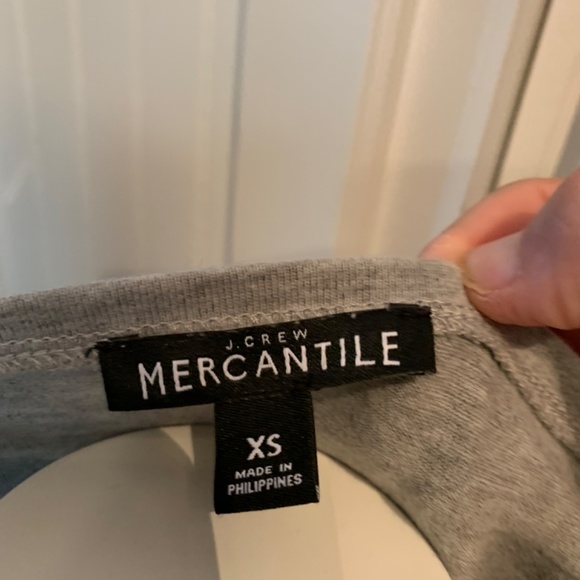 J.CREW
MERCANTILE
XS
MADE IN
PHILIPPINES